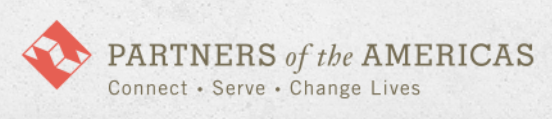 PARTNERS of the AMERICAS
Connect • Serve • Change Lives